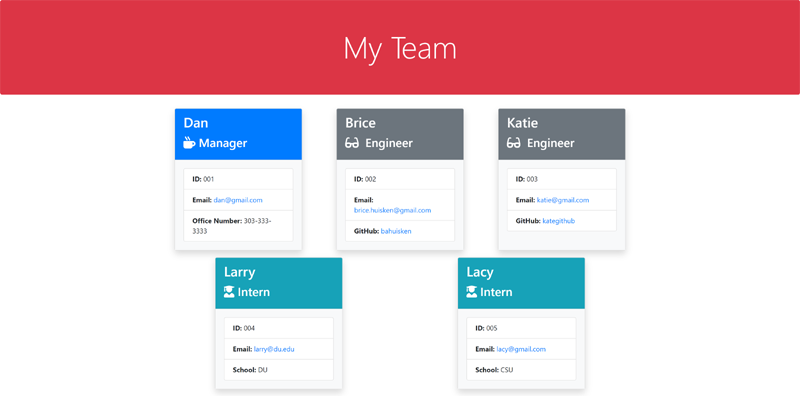 My Team
Dan
Manager
ID: 001
Email: dan@gmail.com
Office Number: 303-333-
3333
Brice
Engineer
ID: 002
Email:
brice.huisken@gmail.com
GitHub: bahuisken
Katie
Engineer
ID: 003
Email: katie@gmail.com
GitHub: kategithub
Larry
Intern
ID: 004
Email: larry@du.edu
School: DU
Lacy
Intern
ID: 005
Email: lacy@gmail.com
School: CSU